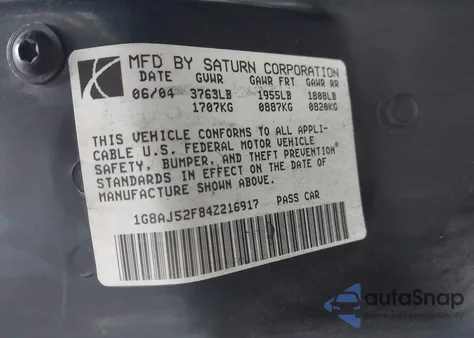 MFD BY SATURN CORPORATION
DATE GVWR GAWR FRT GAWR RR
06/04 3763LB 1955LB 1808LB
1707KG 0887KG 0820KG
THIS VEHICLE CONFORMS TO ALL APPLI-
CABLE U.S. FEDERAL MOTOR VEHICLE
SAFETY, BUMPER, AND THEFT PREVENTION
STANDARDS IN EFFECT ON THE DATE OF
MANUFACTURE SHOWN ABOVE.
1G8AJ52F84Z216917 PASS CAR
autoSnap